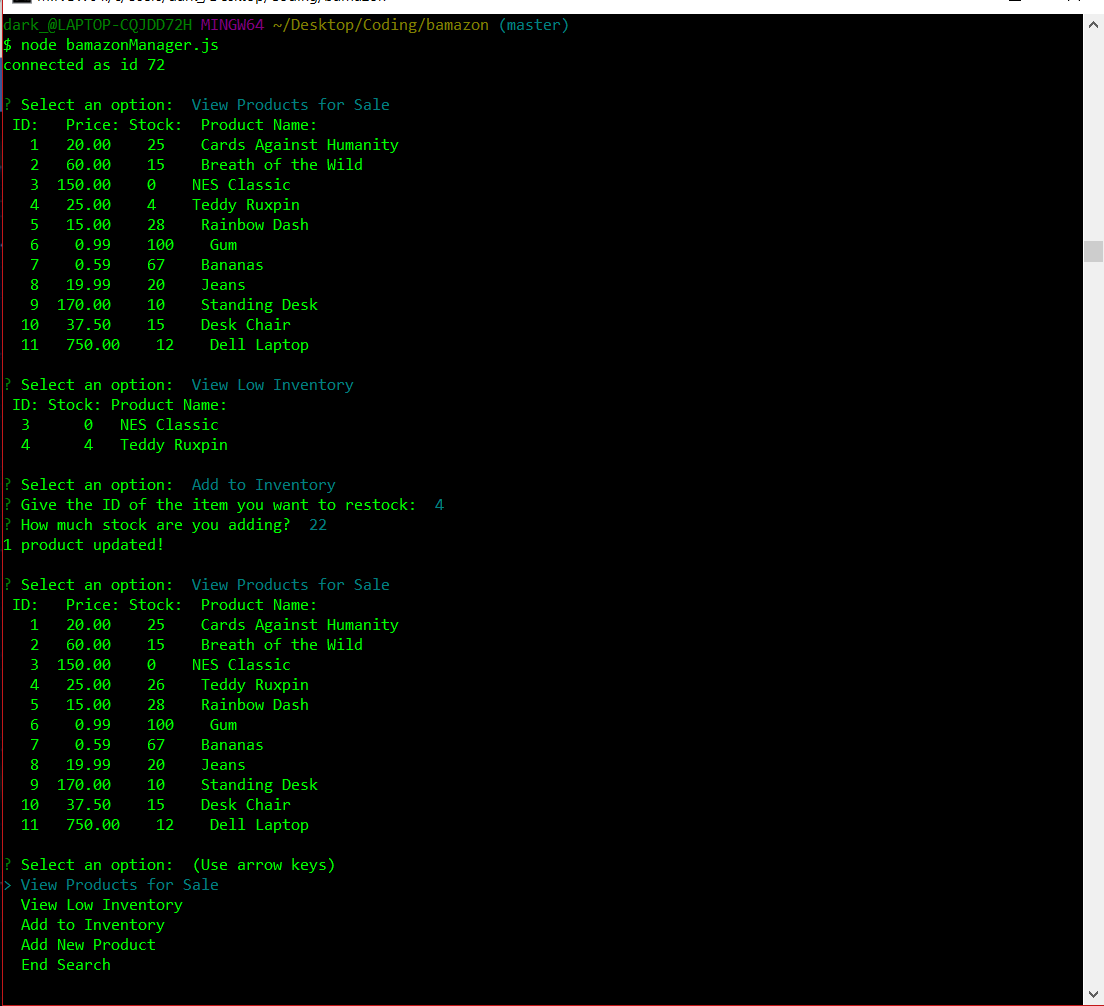 dark_@LAPTOP-CQJDD72H MINGW64 ~/Desktop/Coding/bamazon (master)
$ node bamazonManager.js
connected as id 72

? Select an option:  View Products for Sale
 ID:   Price: Stock:  Product Name:
   1   20.00    25    Cards Against Humanity
   2   60.00    15    Breath of the Wild
   3  150.00    0    NES Classic
   4   25.00    4    Teddy Ruxpin
   5   15.00    28    Rainbow Dash
   6    0.99    100    Gum
   7    0.59    67    Bananas
   8   19.99    20    Jeans
   9  170.00    10    Standing Desk
  10   37.50    15    Desk Chair
  11   750.00    12    Dell Laptop

? Select an option:  View Low Inventory
 ID: Stock: Product Name:
  3      0   NES Classic
  4      4   Teddy Ruxpin

? Select an option:  Add to Inventory
? Give the ID of the item you want to restock:  4
? How much stock are you adding?  22
1 product updated!

? Select an option:  View Products for Sale
 ID:   Price: Stock:  Product Name:
   1   20.00    25    Cards Against Humanity
   2   60.00    15    Breath of the Wild
   3  150.00    0    NES Classic
   4   25.00    26    Teddy Ruxpin
   5   15.00    28    Rainbow Dash
   6    0.99    100    Gum
   7    0.59    67    Bananas
   8   19.99    20    Jeans
   9  170.00    10    Standing Desk
  10   37.50    15    Desk Chair
  11   750.00    12    Dell Laptop

? Select an option:  (Use arrow keys)
> View Products for Sale
  View Low Inventory
  Add to Inventory
  Add New Product
  End Search